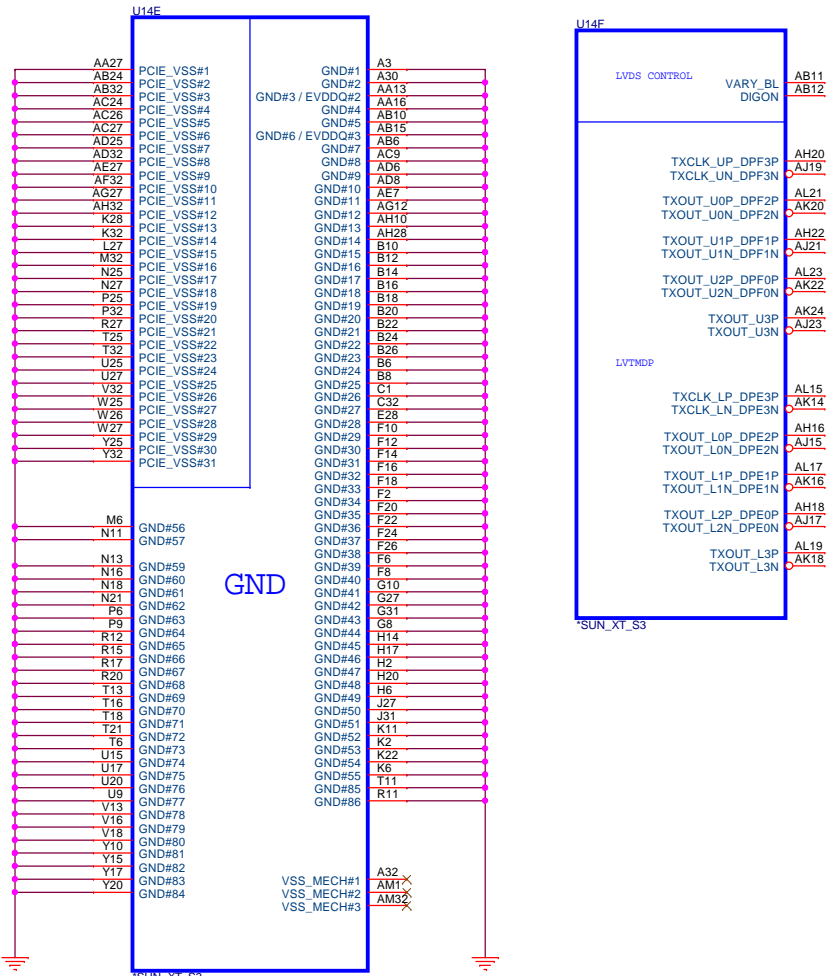 U14E
AA27 PCIE_VSS#1
AB24 PCIE_VSS#2
AB32 PCIE_VSS#3
AC24 PCIE_VSS#4
AC26 PCIE_VSS#5
AC27 PCIE_VSS#6
AD25 PCIE_VSS#7
AD32 PCIE_VSS#8
AE27 PCIE_VSS#9
AF32 PCIE_VSS#10
AG27 PCIE_VSS#11
AH32 PCIE_VSS#12
K28 PCIE_VSS#13
K32 PCIE_VSS#14
L27 PCIE_VSS#15
M32 PCIE_VSS#16
N25 PCIE_VSS#17
N27 PCIE_VSS#18
P25 PCIE_VSS#19
P32 PCIE_VSS#20
R27 PCIE_VSS#21
T25 PCIE_VSS#22
T32 PCIE_VSS#23
U25 PCIE_VSS#24
U27 PCIE_VSS#25
V32 PCIE_VSS#26
W25 PCIE_VSS#27
W26 PCIE_VSS#28
W27 PCIE_VSS#29
Y25 PCIE_VSS#30
Y32 PCIE_VSS#31
M6 GND#56
N11 GND#57
N13 GND#59
N16 GND#60
N18 GND#61
N21 GND#62
P6 GND#63
P9 GND#64
R12 GND#65
R15 GND#66
R17 GND#67
R20 GND#68
T13 GND#69
T16 GND#70
T18 GND#71
T21 GND#72
T6 GND#73
U15 GND#74
U17 GND#75
U20 GND#76
U9 GND#77
V13 GND#78
V16 GND#79
V18 GND#80
Y10 GND#81
Y15 GND#82
Y17 GND#83
Y20 GND#84
GND
GND#1 A3
GND#2 A30
GND#3 / EVDDQ#2 AA13
GND#4 AA16
GND#5 AB10
GND#6 / EVDDQ#3 AB15
GND#7 AB6
GND#8 AC9
GND#9 AD6
GND#10 AD8
GND#11 AE7
GND#12 AG12
GND#13 AH10
GND#14 AH28
GND#15 B10
GND#16 B12
GND#17 B14
GND#18 B16
GND#19 B18
GND#20 B20
GND#21 B22
GND#22 B24
GND#23 B26
GND#24 B6
GND#25 B8
GND#26 C1
GND#27 C32
GND#28 E28
GND#29 F10
GND#30 F12
GND#31 F14
GND#32 F16
GND#33 F18
GND#34 F2
GND#35 F20
GND#36 F22
GND#37 F24
GND#38 F26
GND#39 F6
GND#40 F8
GND#41 G10
GND#42 G27
GND#43 G31
GND#44 G8
GND#45 H14
GND#46 H17
GND#47 H2
GND#48 H20
GND#49 H6
GND#50 J27
GND#51 J31
GND#52 K11
GND#53 K2
GND#54 K22
GND#55 K6
GND#85 T11
GND#86 R11
VSS_MECH#1 A32
VSS_MECH#2 AM1
VSS_MECH#3 AM32
*SUN_XT_S3
U14F
LVDS CONTROL
VARY_BL AB11
DIGON AB12
TXCLK_UP_DPF3P AH20
TXCLK_UN_DPF3N AJ19
TXOUT_U0P_DPF2P AL21
TXOUT_U0N_DPF2N AK20
TXOUT_U1P_DPF1P AH22
TXOUT_U1N_DPF1N AJ21
TXOUT_U2P_DPF0P AL23
TXOUT_U2N_DPF0N AK22
TXOUT_U3P AK24
TXOUT_U3N AJ23
LVTMDP
TXCLK_LP_DPE3P AL15
TXCLK_LN_DPE3N AK14
TXOUT_L0P_DPE2P AH16
TXOUT_L0N_DPE2N AJ15
TXOUT_L1P_DPE1P AL17
TXOUT_L1N_DPE1N AK16
TXOUT_L2P_DPE0P AH18
TXOUT_L2N_DPE0N AJ17
TXOUT_L3P AL19
TXOUT_L3N AK18
*SUN_XT_S3